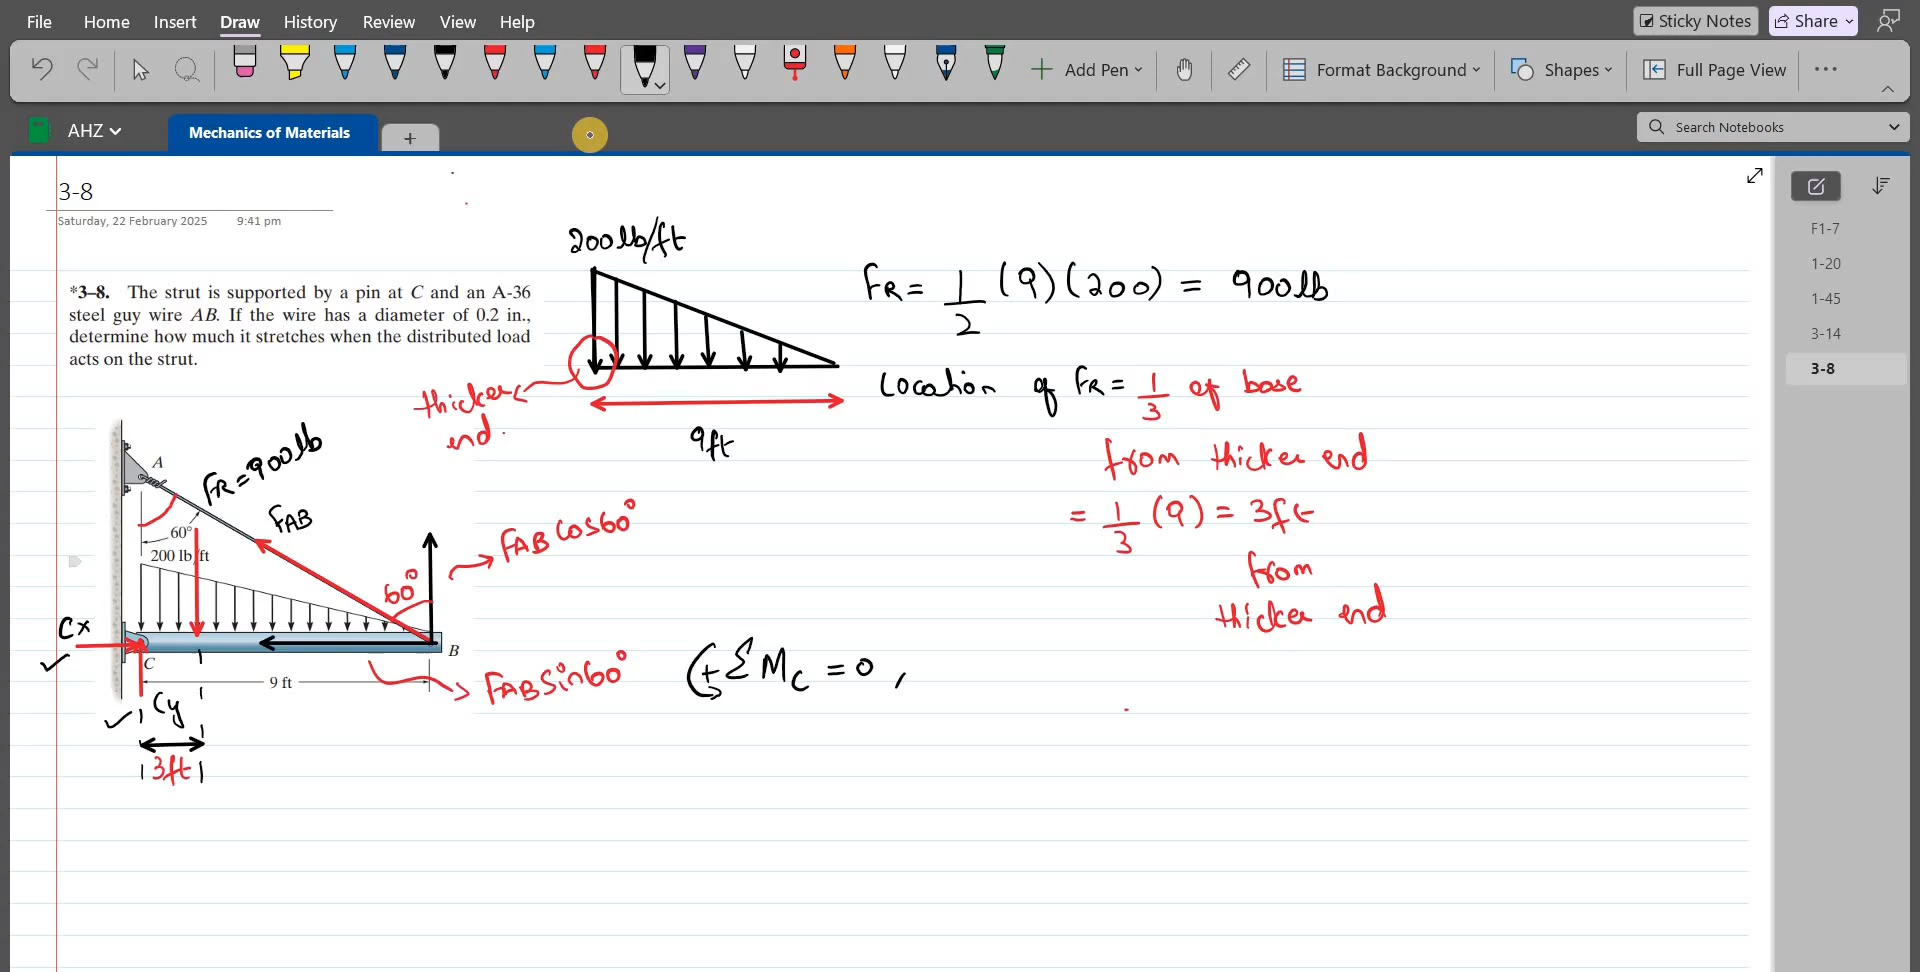 File Home Insert Draw History Review View Help
Sticky Notes Share
Add Pen Format Background Shapes Full Page View
AHZ Mechanics of Materials +
Search Notebooks
3-8
Saturday, 22 February 2025 9:41 pm
F1-7
1-20
1-45
3-14
3-8
*3–8. The strut is supported by a pin at C and an A-36
steel guy wire AB. If the wire has a diameter of 0.2 in.,
determine how much it stretches when the distributed load
acts on the strut.
200lb/ft
thicker
end
9ft
FR = 1/2 (9)(200) = 900lb
Location of FR = 1/3 of base
from thicker end
= 1/3 (9) = 3ft
from
thicker end
A
FR = 900lb
FAB
60°
200 lb/ft
60°
FAB cos60°
Cx
C
B
9 ft
FAB Sin60°
Cy
3ft
+ΣMC = 0 ,